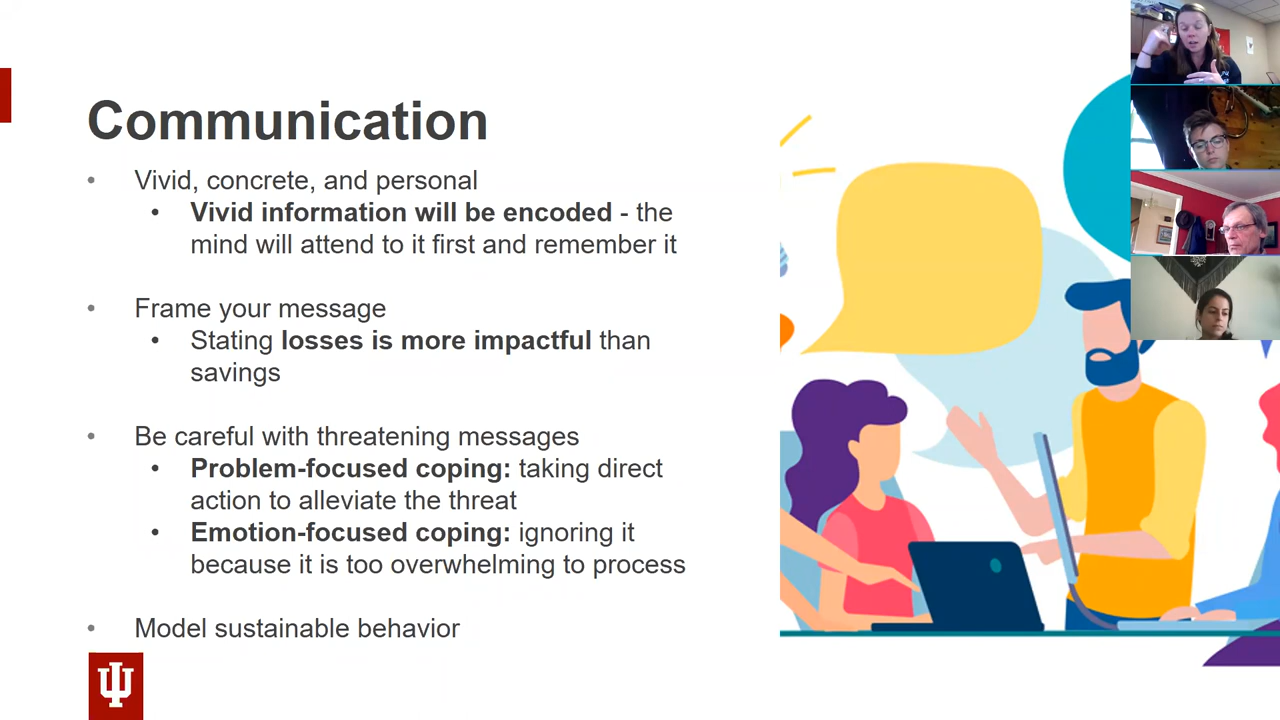 Communication
• Vivid, concrete, and personal
• Vivid information will be encoded - the
mind will attend to it first and remember it
• Frame your message
• Stating losses is more impactful than
savings
• Be careful with threatening messages
• Problem-focused coping: taking direct
action to alleviate the threat
• Emotion-focused coping: ignoring it
because it is too overwhelming to process
• Model sustainable behavior